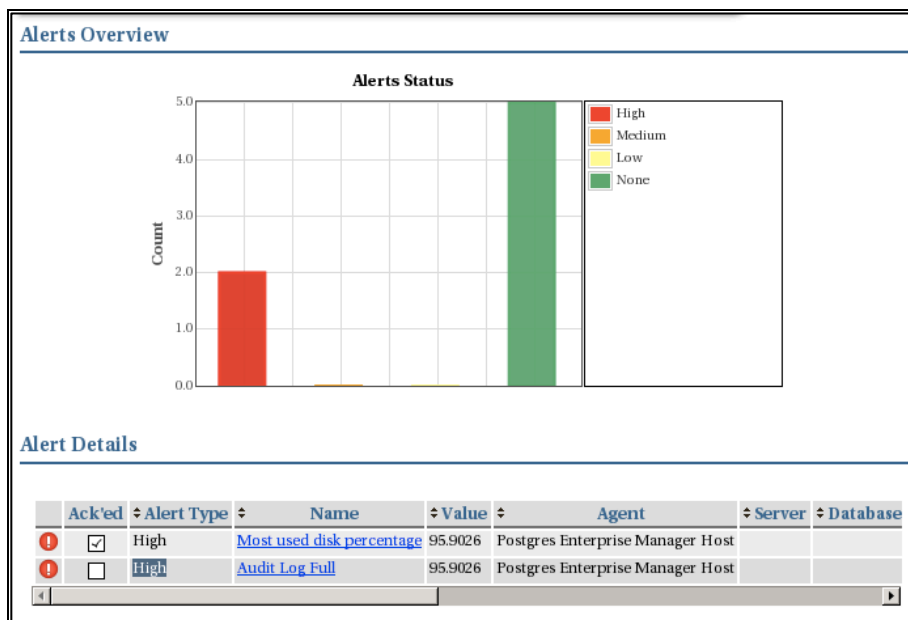 Alerts Overview
Alerts Status
5.0
4.0
3.0
2.0
1.0
0.0
Count
High
Medium
Low
None
Alert Details
Ack'ed Alert Type Name Value Agent Server Database
High Most used disk percentage 95.9026 Postgres Enterprise Manager Host
High Audit Log Full 95.9026 Postgres Enterprise Manager Host